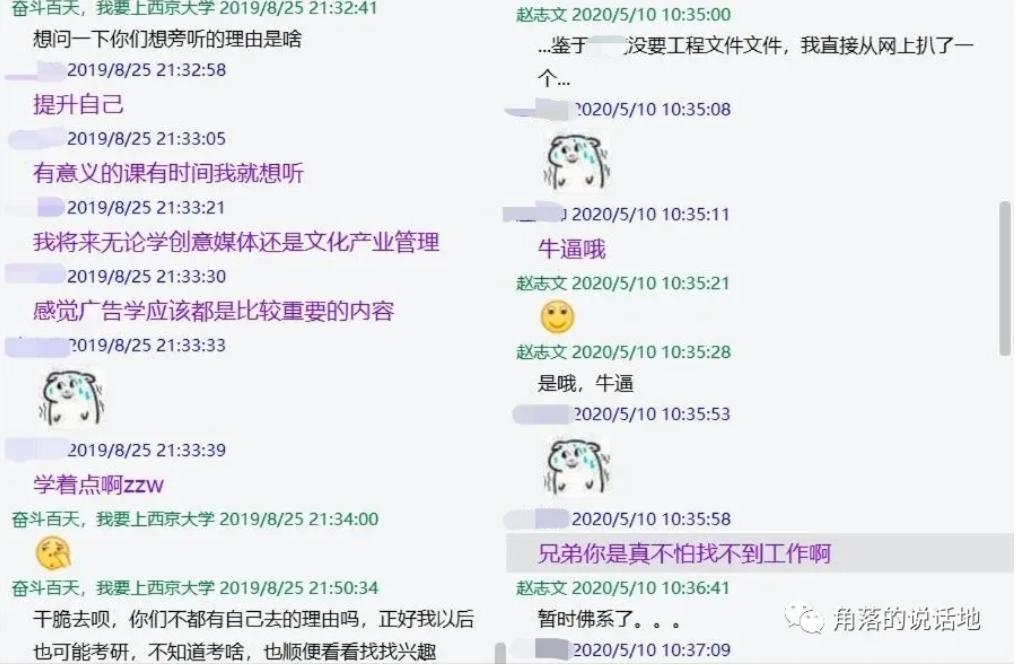 奋斗百天，我要上西京大学 2019/8/25 21:32:41
想问一下你们想旁听的理由是啥
2019/8/25 21:32:58
提升自己
2019/8/25 21:33:05
有意义的课有时间我就想听
2019/8/25 21:33:21
我将来无论学创意媒体还是文化产业管理
2019/8/25 21:33:30
感觉广告学应该都是比较重要的内容
2019/8/25 21:33:33
2019/8/25 21:33:39
学着点啊zzw
奋斗百天，我要上西京大学 2019/8/25 21:34:00
奋斗百天，我要上西京大学 2019/8/25 21:50:34
干脆去呗，你们不都有自己去的理由吗，正好我以后
也可能考研，不知道考啥，也顺便看看找找兴趣
赵志文 2020/5/10 10:35:00
...鉴于 没要工程文件文件，我直接从网上扒了一
个...
2020/5/10 10:35:08
2020/5/10 10:35:11
牛逼哦
赵志文 2020/5/10 10:35:21
赵志文 2020/5/10 10:35:28
是哦，牛逼
2020/5/10 10:35:53
2020/5/10 10:35:58
兄弟你是真不怕找不到工作啊
赵志文 2020/5/10 10:36:41
暂时佛系了。。。
2020/5/10 10:37:09
角落的说话地